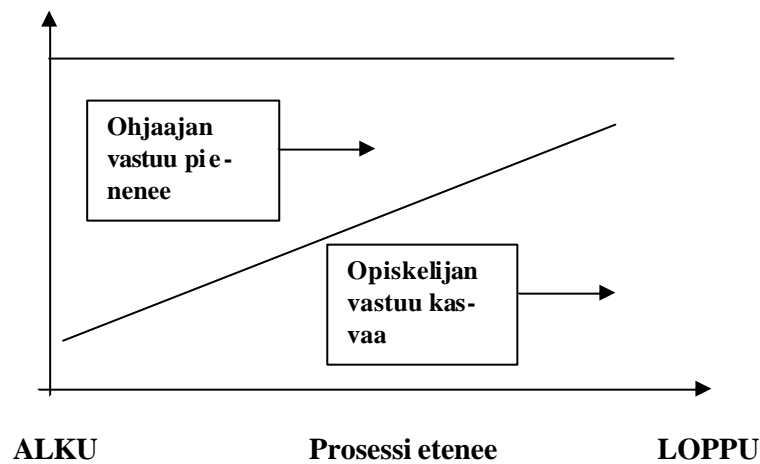 Ohjaajan
vastuu pie-
nenee
Opiskelijan
vastuu kas-
vaa
ALKU Prosessi etenee LOPPU